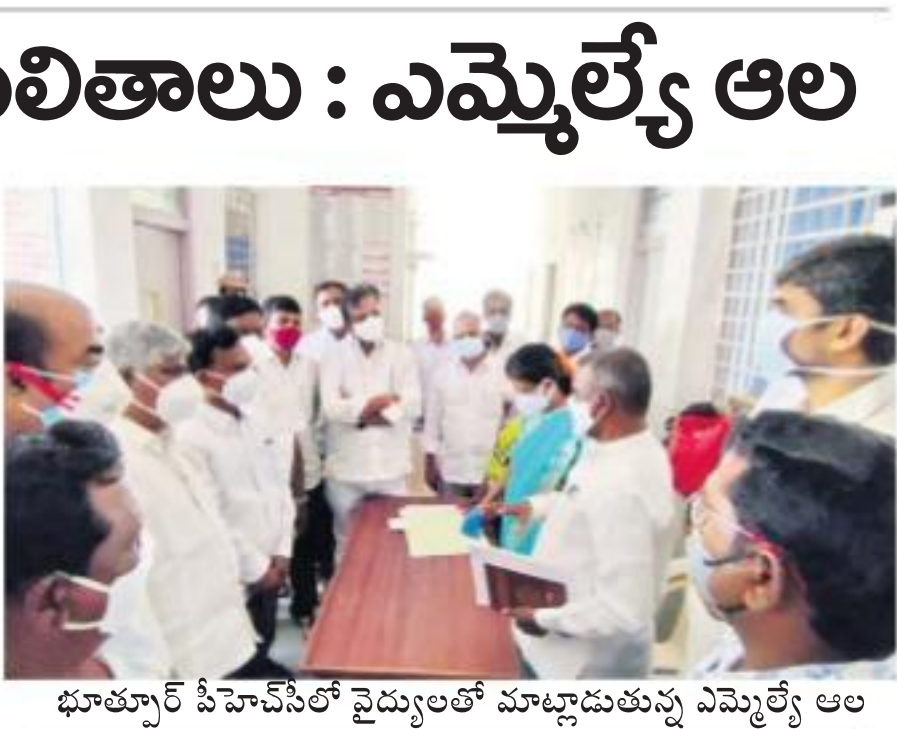 లితాలు : ఎమ్మెల్యే ఆల
భూత్పూర్ పీహెచ్‌సీలో వైద్యులతో మాట్లాడుతున్న ఎమ్మెల్యే ఆల